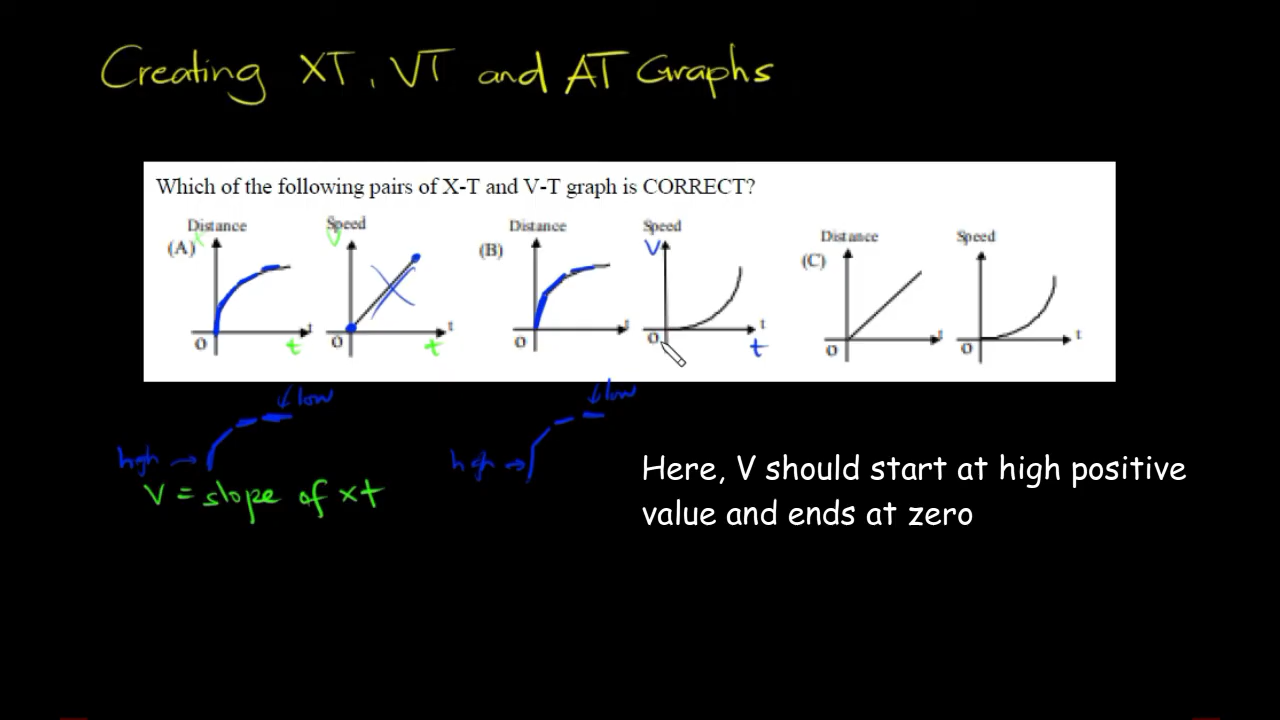 Creating XT, VT and AT Graphs
Which of the following pairs of X-T and V-T graph is CORRECT?
(A) Distance x O t t
Speed V O t t
(B) Distance O t
Speed V O t t
(C) Distance O t
Speed O t
high → ↓ low
V = slope of xt
high → ↓ low
Here, V should start at high positive
value and ends at zero